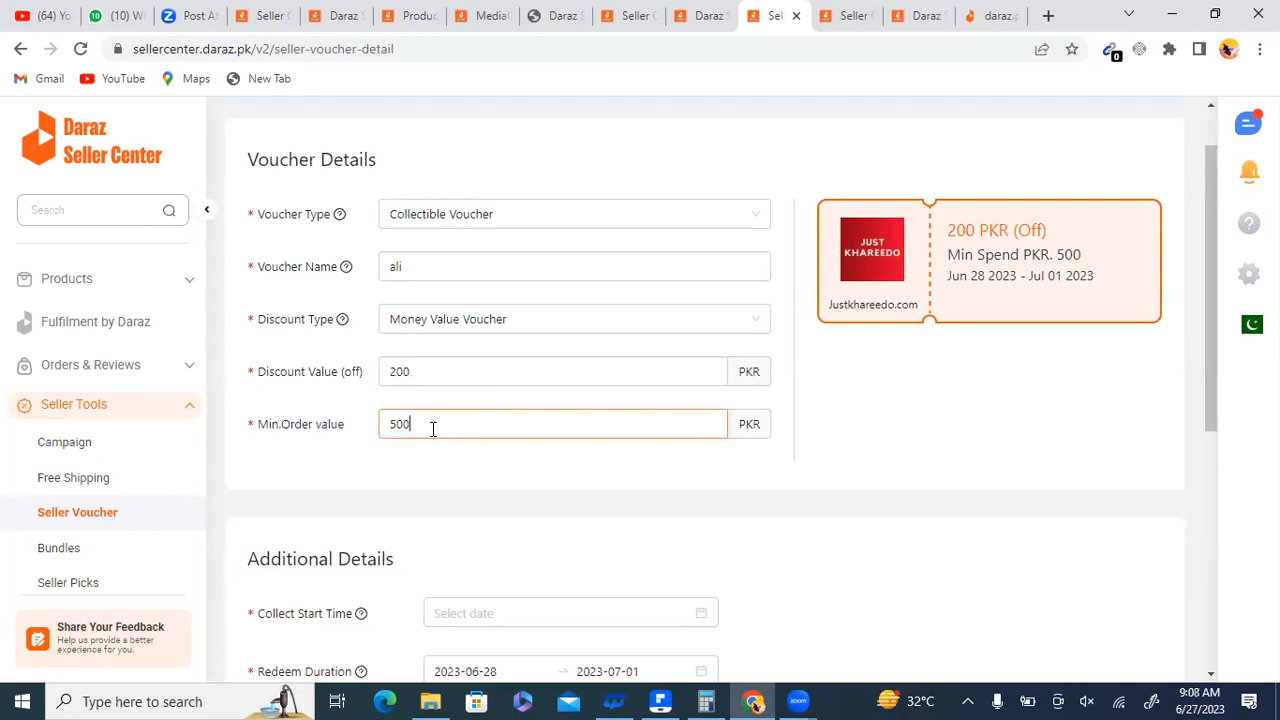 (64) Yo
(10) W
Post At
Seller C
Daraz S
Produc
MediaC
Daraz S
Seller C
Daraz S
Sel
Seller C
Daraz S
daraz.p
sellercenter.daraz.pk/v2/seller-voucher-detail
0
Gmail
YouTube
Maps
New Tab
Daraz
Seller Center
Search
Products
Fulfilment by Daraz
Orders & Reviews
Seller Tools
Campaign
Free Shipping
Seller Voucher
Bundles
Seller Picks
Share Your Feedback
Help us provide a better
experience for you.
Voucher Details
* Voucher Type
Collectible Voucher
* Voucher Name
ali
* Discount Type
Money Value Voucher
* Discount Value (off)
200
PKR
* Min.Order value
500
PKR
JUST
KHAREEDO
Justkhareedo.com
200 PKR (Off)
Min Spend PKR. 500
Jun 28 2023 - Jul 01 2023
Additional Details
* Collect Start Time
Select date
* Redeem Duration
2023-06-28
2023-07-01
Type here to search
32°C
9:08 AM
6/27/2023